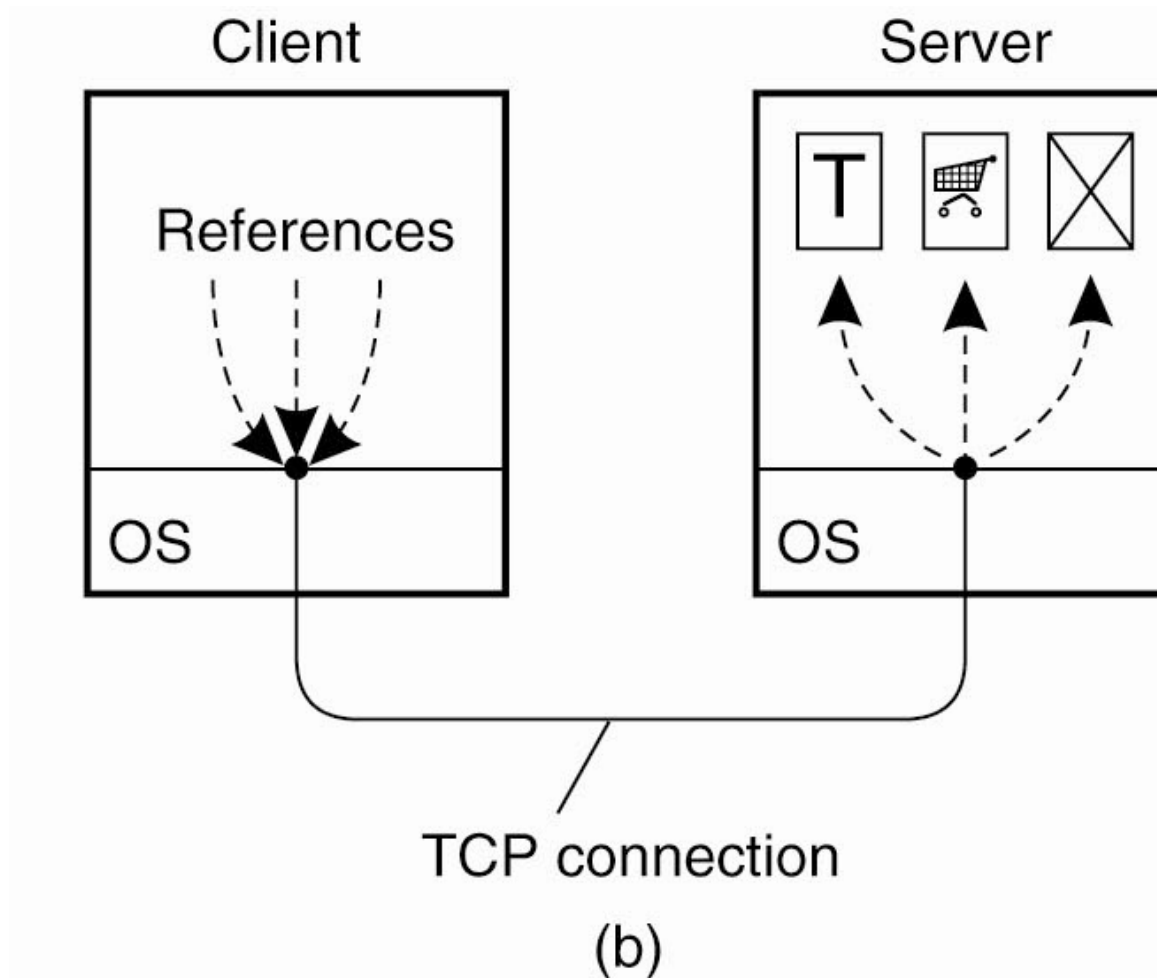 Client
Server
T
References
OS
OS
TCP connection
(b)